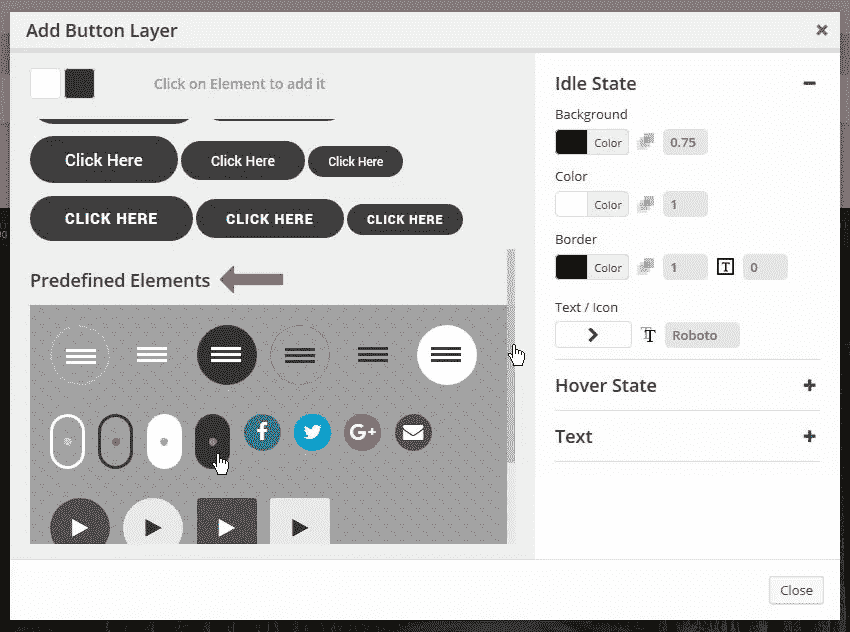 Add Button Layer
Click on Element to add it
Click Here Click Here Click Here
CLICK HERE CLICK HERE CLICK HERE
Predefined Elements
Idle State
Background
Color 0.75
Color
Color 1
Border
Color 1 T 0
Text / Icon
Roboto
Hover State
Text
Close